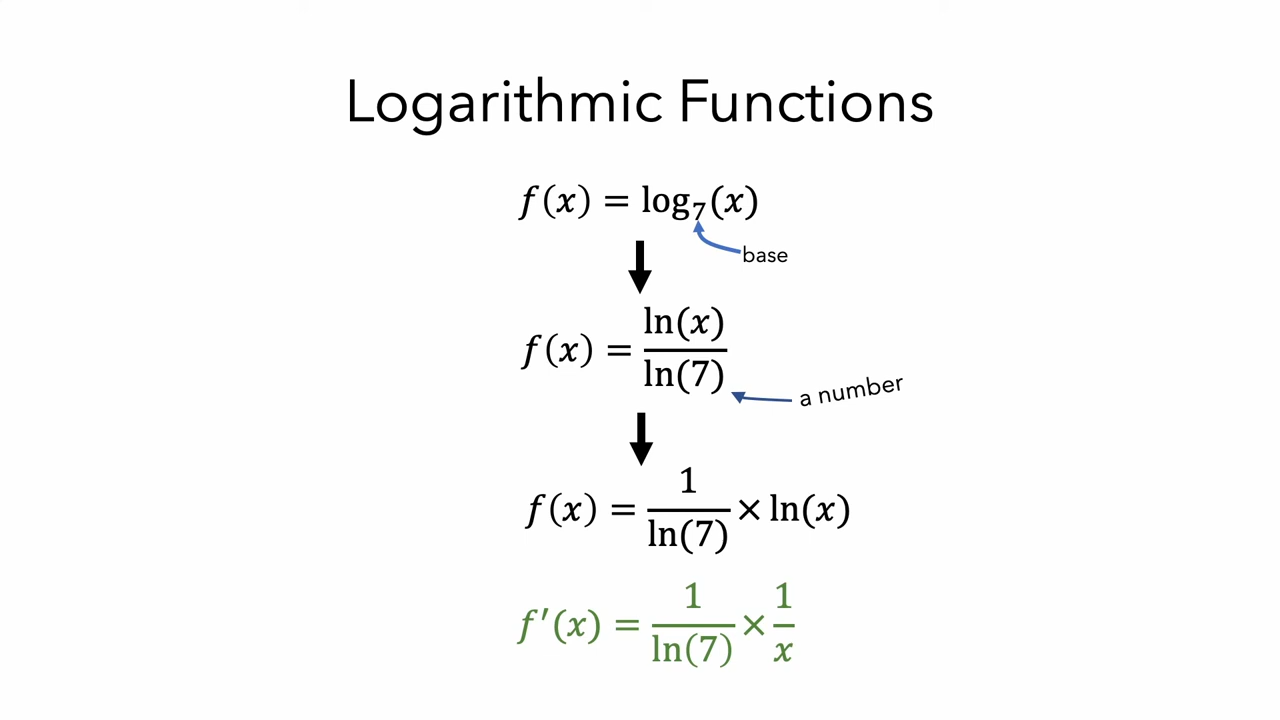 Logarithmic Functions
f(x) = log₇(x)
base
f(x) = ln(x)/ln(7)
a number
f(x) = 1/ln(7) × ln(x)
f′(x) = 1/ln(7) × 1/x